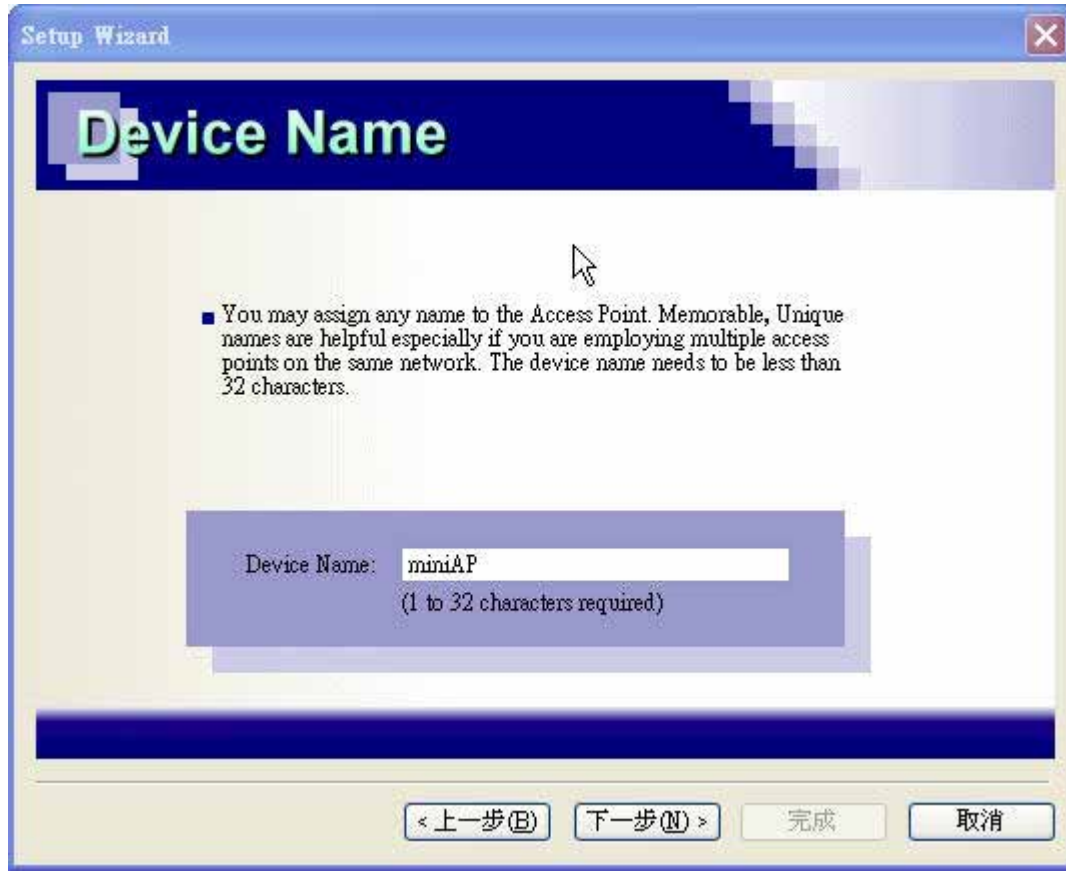 Setup Wizard
Device Name
You may assign any name to the Access Point. Memorable, Unique
names are helpful especially if you are employing multiple access
points on the same network. The device name needs to be less than
32 characters.
Device Name: miniAP
(1 to 32 characters required)
<上一步(B) 下一步(N)> 完成 取消